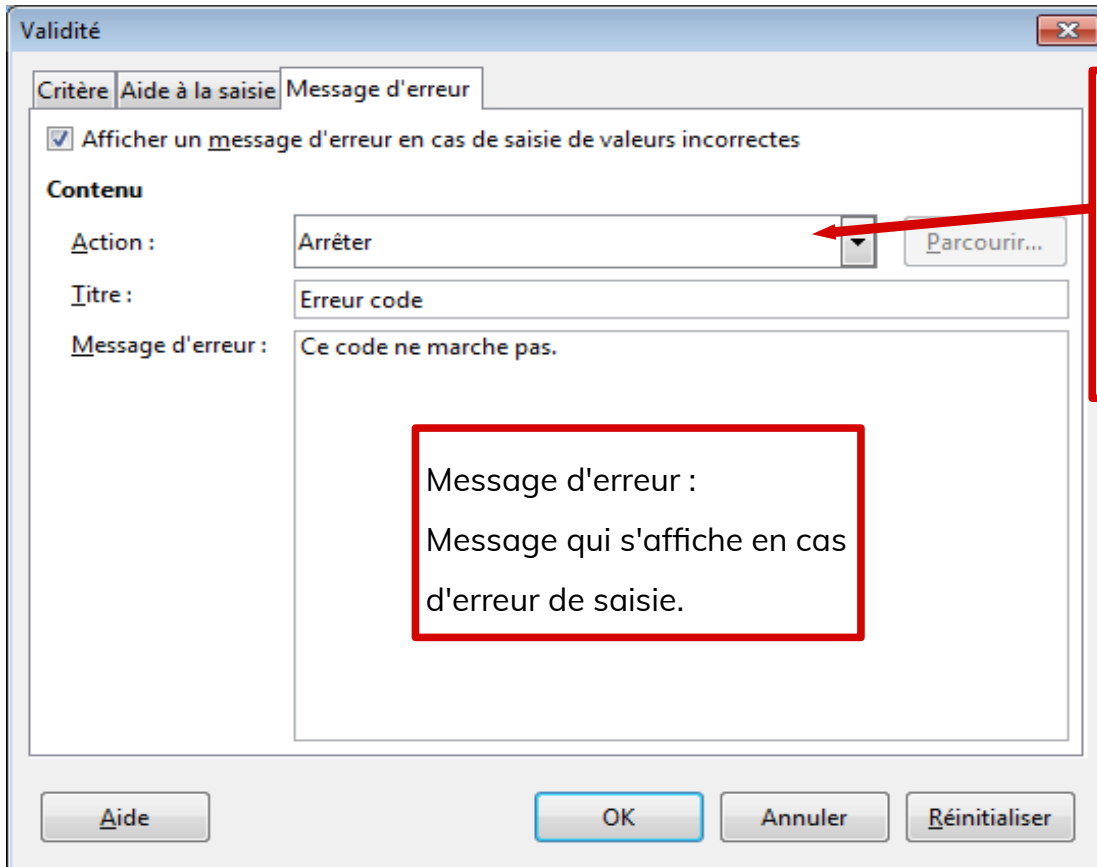 Validité
Critère Aide à la saisie Message d'erreur
Afficher un message d'erreur en cas de saisie de valeurs incorrectes
Contenu
Action : Arrêter Parcourir...
Titre : Erreur code
Message d'erreur : Ce code ne marche pas.
Message d'erreur :
Message qui s'affiche en cas
d'erreur de saisie.
Aide OK Annuler Réinitialiser